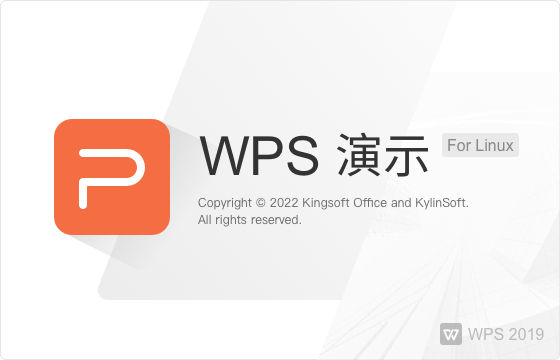 WPS 演示 For Linux
Copyright © 2022 Kingsoft Office and KylinSoft.
All rights reserved.
WPS 2019